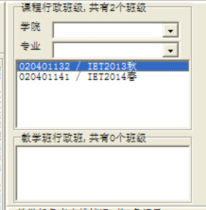 课程行政班级,共有2个班级
学院
专业
020401132 / IET2013秋
020401141 / IET2014春
教学班行政班,共有0个班级